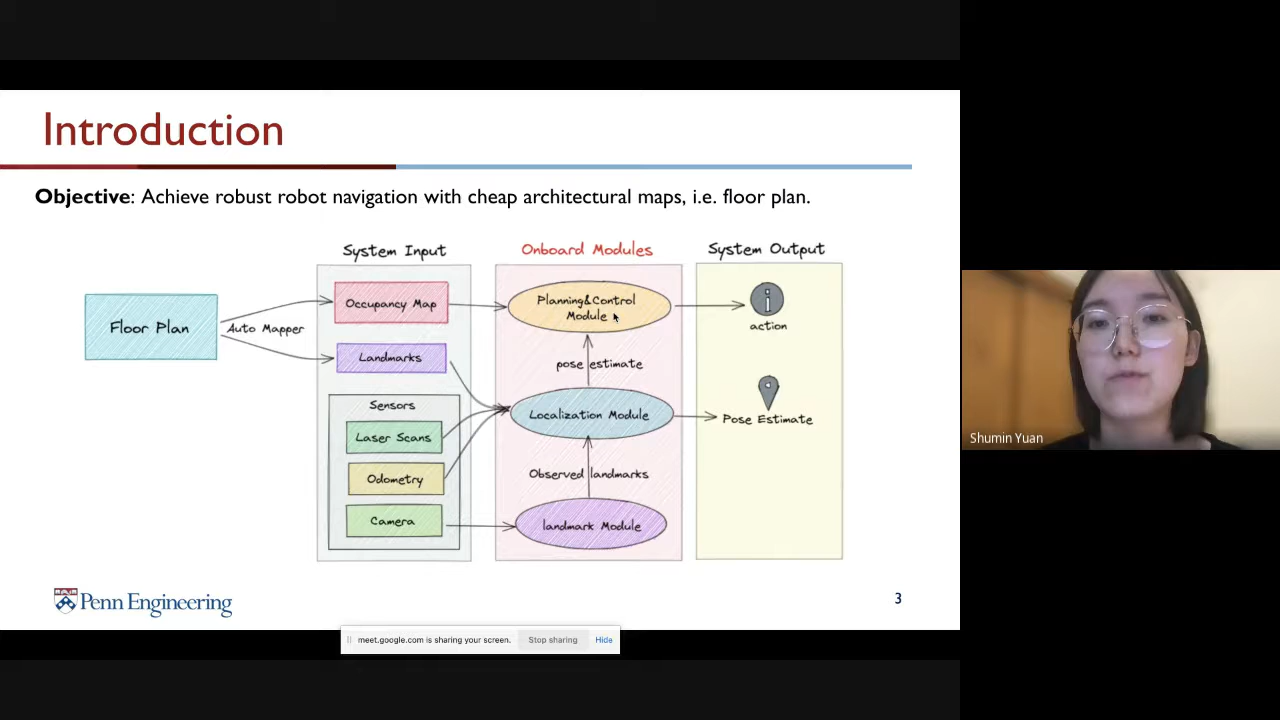 Introduction
Objective: Achieve robust robot navigation with cheap architectural maps, i.e. floor plan.
System Input
Onboard Modules
System Output
Floor Plan
Auto Mapper
Occupancy Map
Landmarks
Sensors
Laser Scans
Odometry
Camera
Planning&Control
Module
pose estimate
Localization Module
Observed landmarks
landmark Module
i
action
Pose Estimate
Penn Engineering
3
meet.google.com is sharing your screen.
Stop sharing
Hide
Shumin Yuan